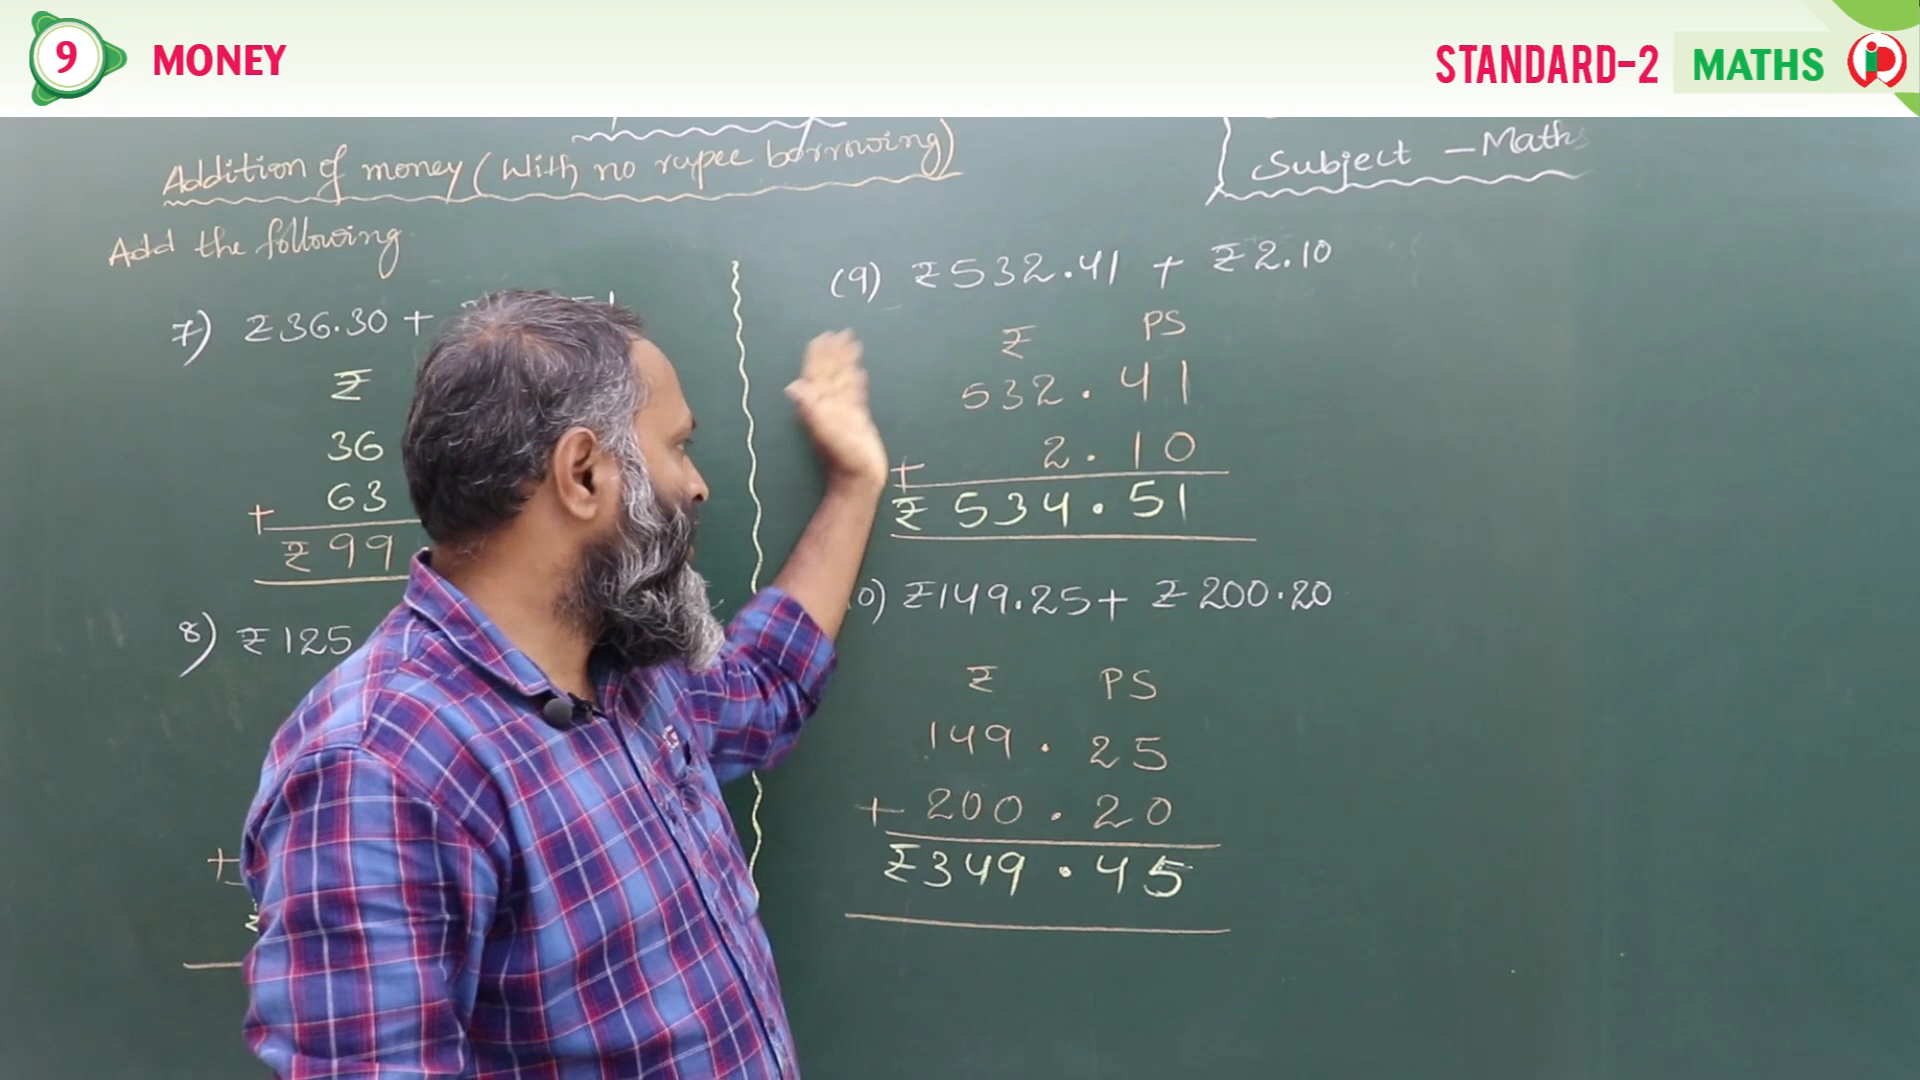 9 MONEY
STANDARD-2 MATHS
Addition of money (With no rupee borrowing)
Subject - Maths
Add the following
7) ₹36.30 +
₹
36
63
+
₹ 99
8) ₹125
+
(9) ₹532.41 + ₹2.10
₹ PS
532.41
+ 2.10
₹ 534.51
0) ₹149.25 + ₹200.20
₹ PS
149.25
+ 200.20
₹349.45